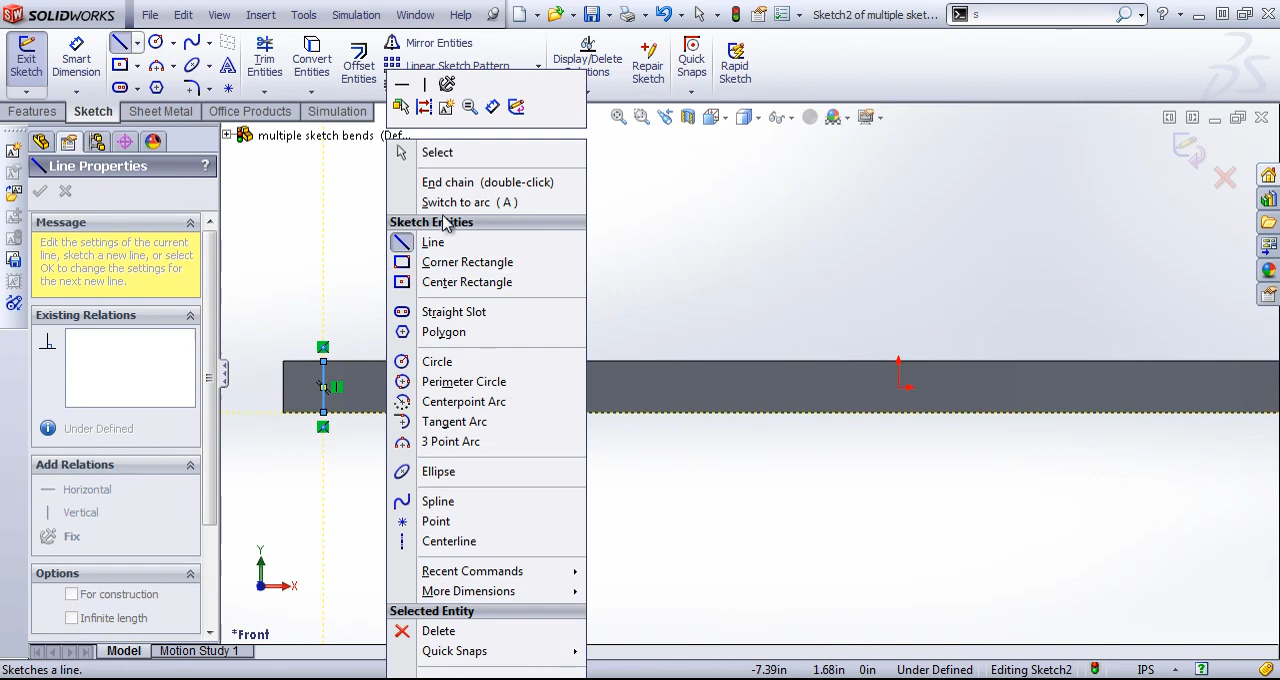 SOLIDWORKS File Edit View Insert Tools Simulation Window Help Sketch2 of multiple sket... s
Exit Sketch
Smart Dimension
Trim Entities
Convert Entities
Offset Entities
Mirror Entities
Linear Sketch Pattern
Display/Delete
Repair Sketch
Quick Snaps
Rapid Sketch
Features Sketch Sheet Metal Office Products Simulation
multiple sketch bends (Def...
Line Properties ?
Message
Edit the settings of the current
line, sketch a new line, or select
OK to change the settings for
the next new line.
Existing Relations
Under Defined
Add Relations
Horizontal
Vertical
Fix
Options
For construction
Infinite length
Select
End chain (double-click)
Switch to arc ( A )
Sketch Entities
Line
Corner Rectangle
Center Rectangle
Straight Slot
Polygon
Circle
Perimeter Circle
Centerpoint Arc
Tangent Arc
3 Point Arc
Ellipse
Spline
Point
Centerline
Recent Commands
More Dimensions
Selected Entity
Delete
Quick Snaps
Y
X
*Front
Model Motion Study 1
Sketches a line. -7.39in 1.68in 0in Under Defined Editing Sketch2 IPS ?